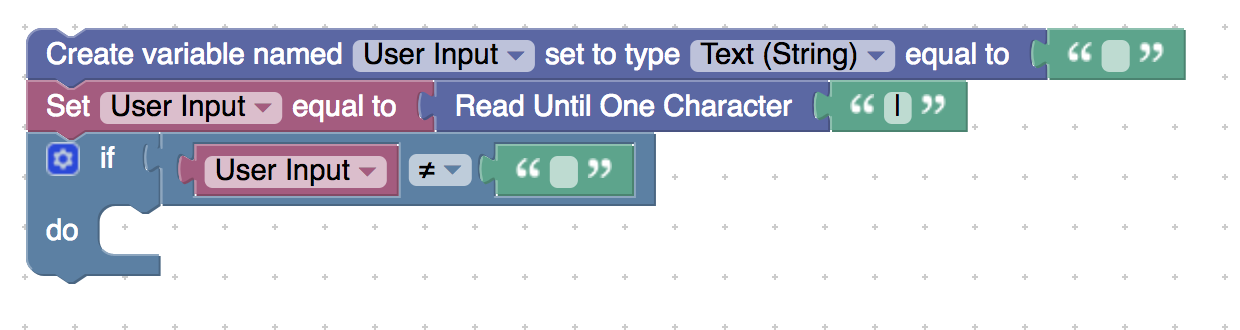 Create variable named User Input set to type Text (String) equal to “ ”
Set User Input equal to Read Until One Character “ | ”
if User Input ≠ “ ”
do